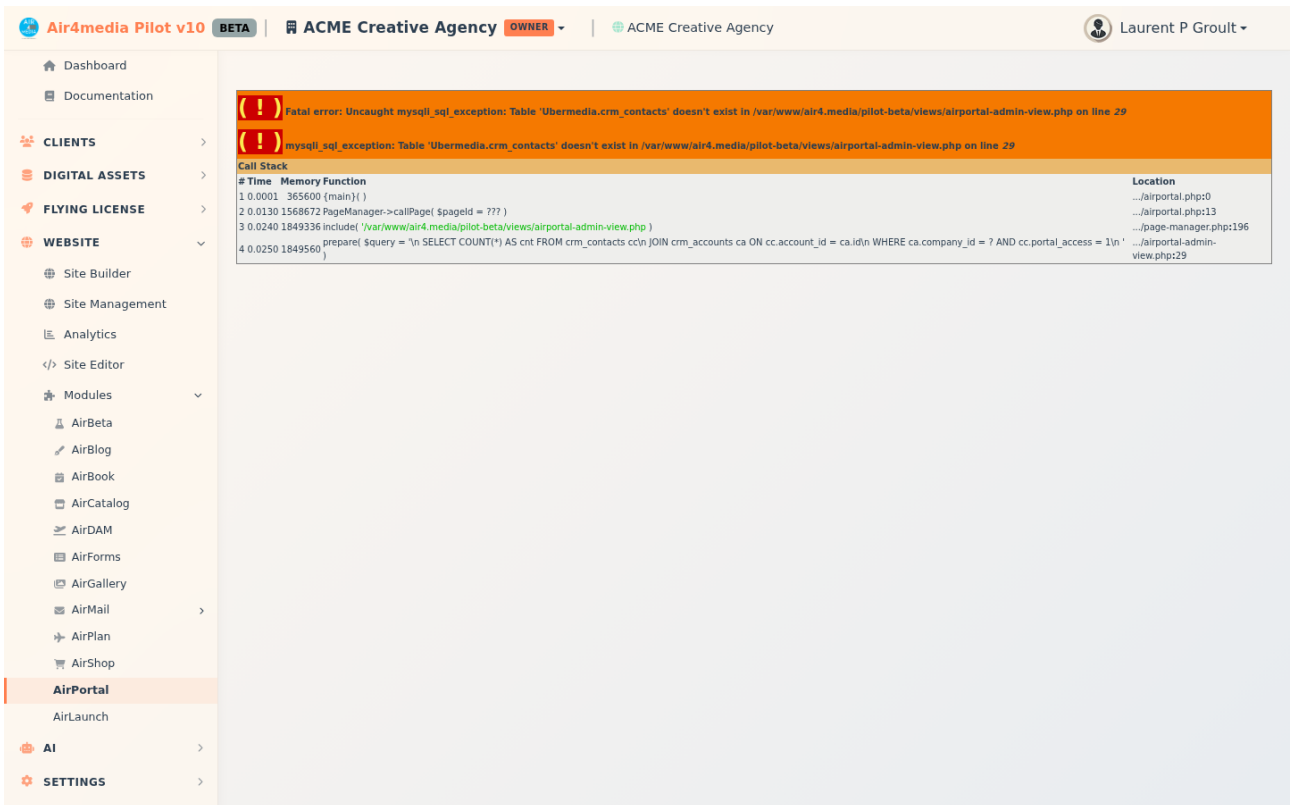 Air4media Pilot v10 BETA | ACME Creative Agency OWNER | ACME Creative Agency Laurent P Groult
Dashboard
Documentation
CLIENTS
DIGITAL ASSETS
FLYING LICENSE
WEBSITE
Site Builder
Site Management
Analytics
Site Editor
Modules
AirBeta
AirBlog
AirBook
AirCatalog
AirDAM
AirForms
AirGallery
AirMail
AirPlan
AirShop
AirPortal
AirLaunch
AI
SETTINGS
( ! ) Fatal error: Uncaught mysqli_sql_exception: Table 'Ubermedia.crm_contacts' doesn't exist in /var/www/air4.media/pilot-beta/views/airportal-admin-view.php on line 29
( ! ) mysqli_sql_exception: Table 'Ubermedia.crm_contacts' doesn't exist in /var/www/air4.media/pilot-beta/views/airportal-admin-view.php on line 29
Call Stack
# Time Memory Function Location
1 0.0001 365600 {main}( ) .../airportal.php:0
2 0.0130 1568672 PageManager->callPage( $pageId = ??? ) .../airportal.php:13
3 0.0240 1849336 include( '/var/www/air4.media/pilot-beta/views/airportal-admin-view.php ) .../page-manager.php:196
4 0.0250 1849560 prepare( $query = '\n SELECT COUNT(*) AS cnt FROM crm_contacts cc\n JOIN crm_accounts ca ON cc.account_id = ca.id\n WHERE ca.company_id = ? AND cc.portal_access = 1\n ' .../airportal-admin-
) view.php:29